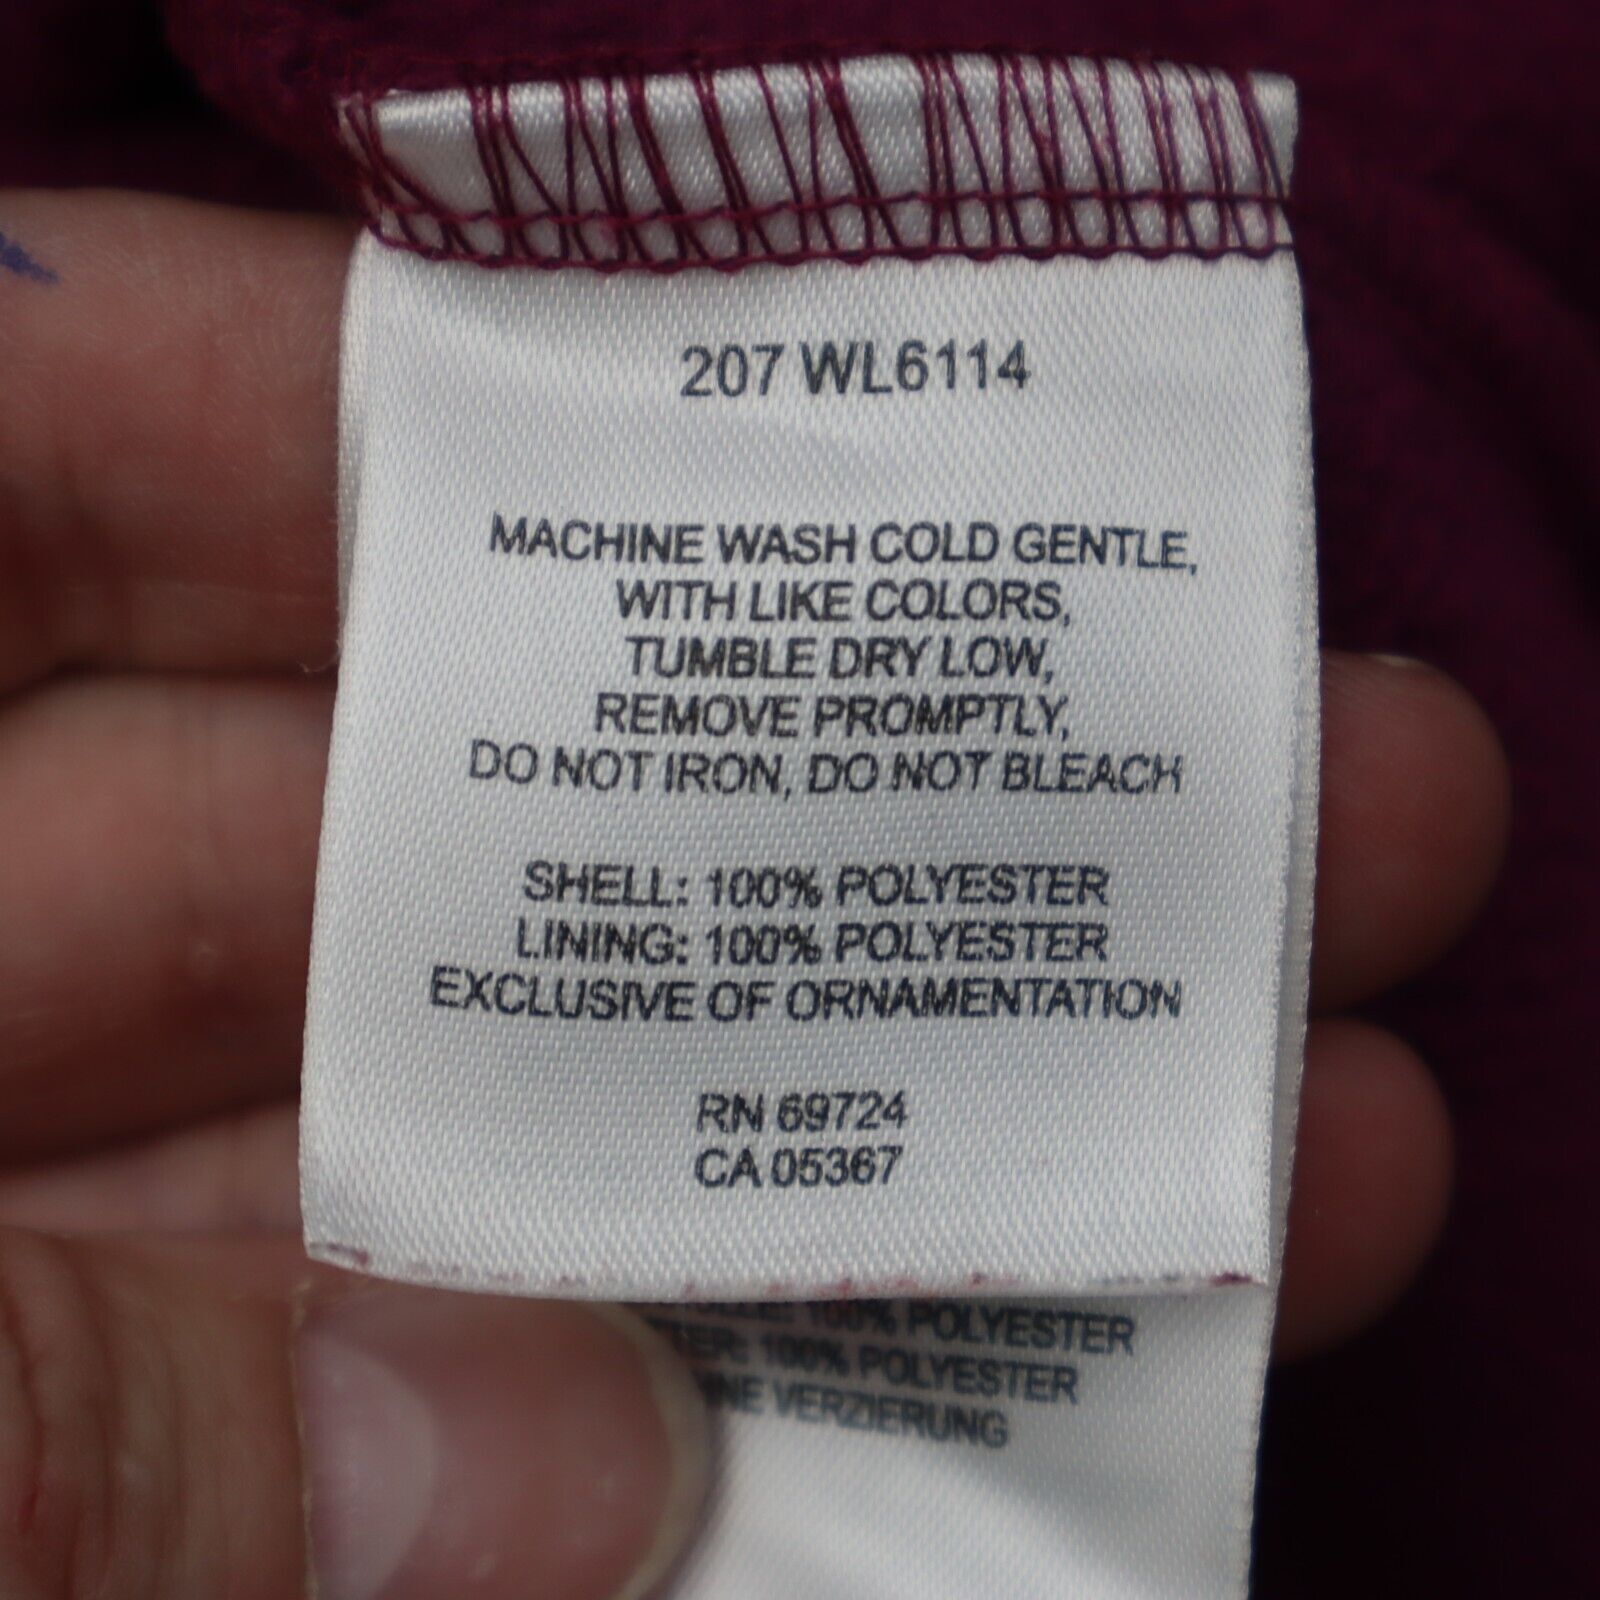 207 WL6114
MACHINE WASH COLD GENTLE,
WITH LIKE COLORS,
TUMBLE DRY LOW,
REMOVE PROMPTLY,
DO NOT IRON, DO NOT BLEACH
SHELL: 100% POLYESTER
LINING: 100% POLYESTER
EXCLUSIVE OF ORNAMENTATION
RN 69724
CA 05367
100% POLYESTER
100% POLYESTER
VERZIERUNG